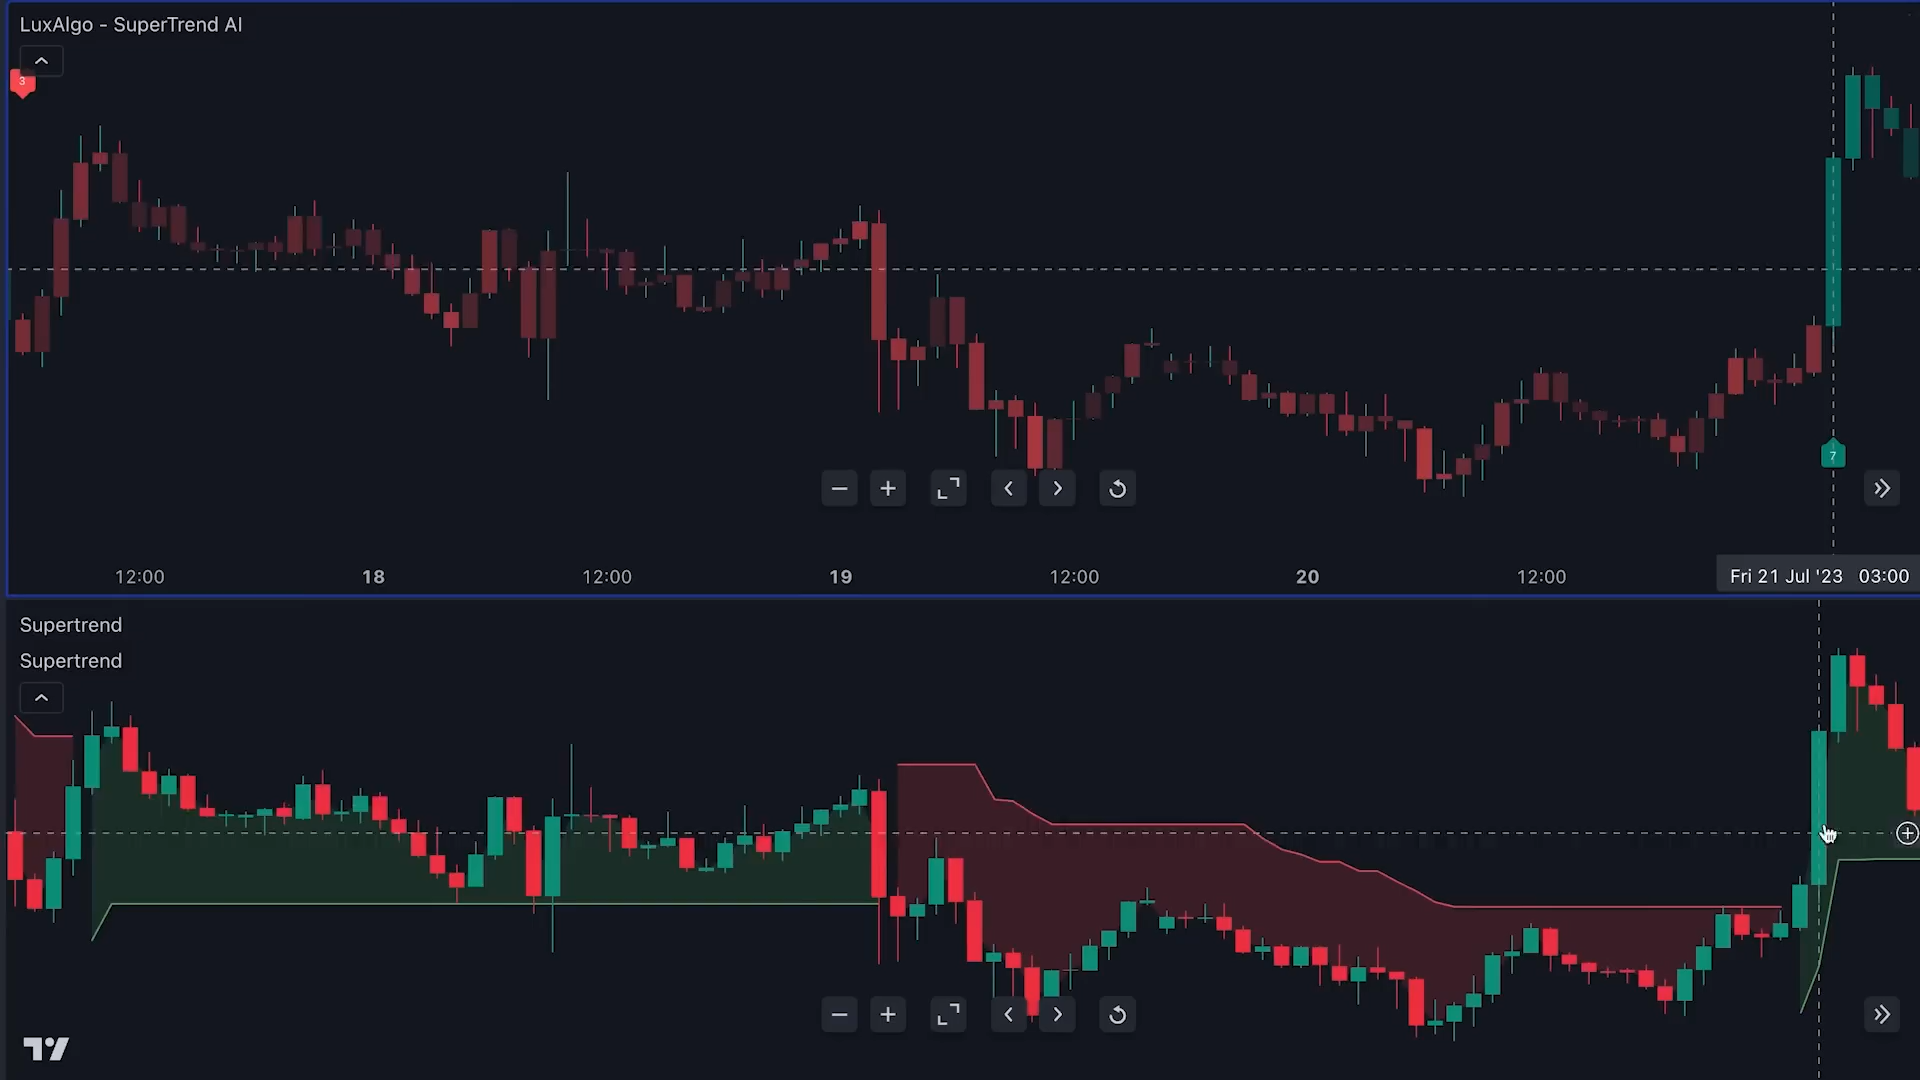 LuxAlgo - SuperTrend AI
3
7
12:00 18 12:00 19 12:00 20 12:00 Fri 21 Jul '23 03:00
Supertrend
Supertrend